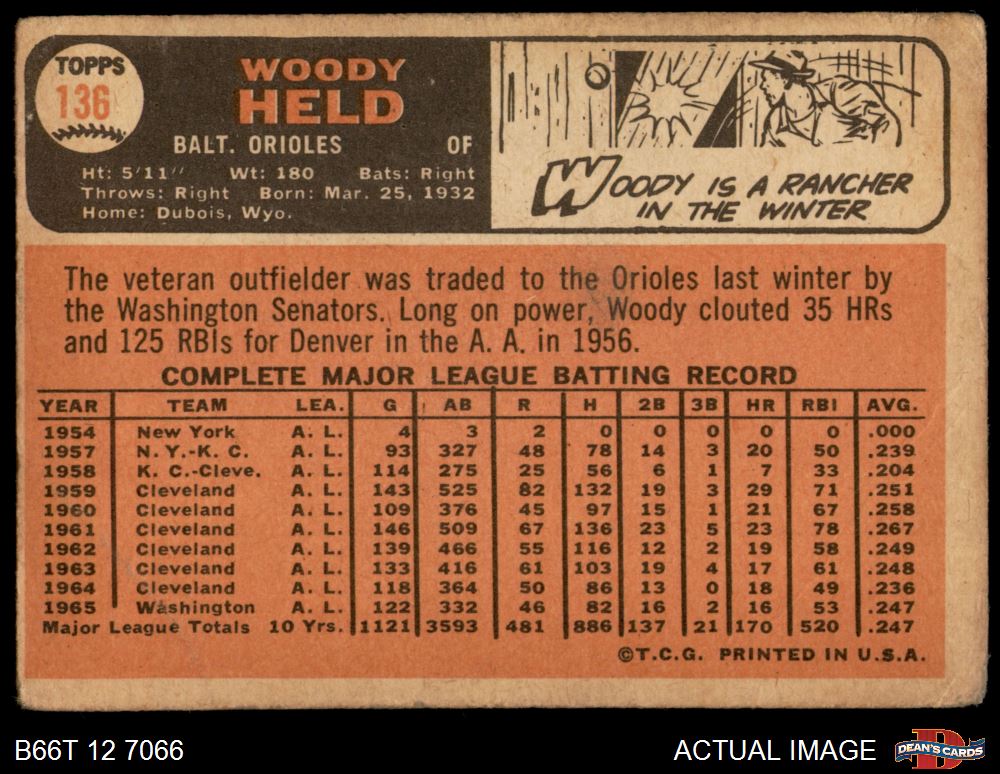 TOPPS
136
WOODY
HELD
BALT. ORIOLES OF
Ht: 5'11" Wt: 180 Bats: Right
Throws: Right Born: Mar. 25, 1932
Home: Dubois, Wyo.
WOODY IS A RANCHER
IN THE WINTER
The veteran outfielder was traded to the Orioles last winter by
the Washington Senators. Long on power, Woody clouted 35 HRs
and 125 RBIs for Denver in the A. A. in 1956.
COMPLETE MAJOR LEAGUE BATTING RECORD
YEAR TEAM LEA. G AB R H 2B 3B HR RBI AVG.
1954 New York A. L. 4 3 2 0 0 0 0 0 .000
1957 N. Y.-K. C. A. L. 93 327 48 78 14 3 20 50 .239
1958 K. C.-Cleve. A. L. 114 275 25 56 6 1 7 33 .204
1959 Cleveland A. L. 143 525 82 132 19 3 29 71 .251
1960 Cleveland A. L. 109 376 45 97 15 1 21 67 .258
1961 Cleveland A. L. 146 509 67 136 23 5 23 78 .267
1962 Cleveland A. L. 139 466 55 116 12 2 19 58 .249
1963 Cleveland A. L. 133 416 61 103 19 4 17 61 .248
1964 Cleveland A. L. 118 364 50 86 13 0 18 49 .236
1965 Washington A. L. 122 332 46 82 16 2 16 53 .247
Major League Totals 10 Yrs. 1121 3593 481 886 137 21 170 520 .247
©T.C.G. PRINTED IN U.S.A.
B66T 12 7066
ACTUAL IMAGE
DEAN'S CARDS